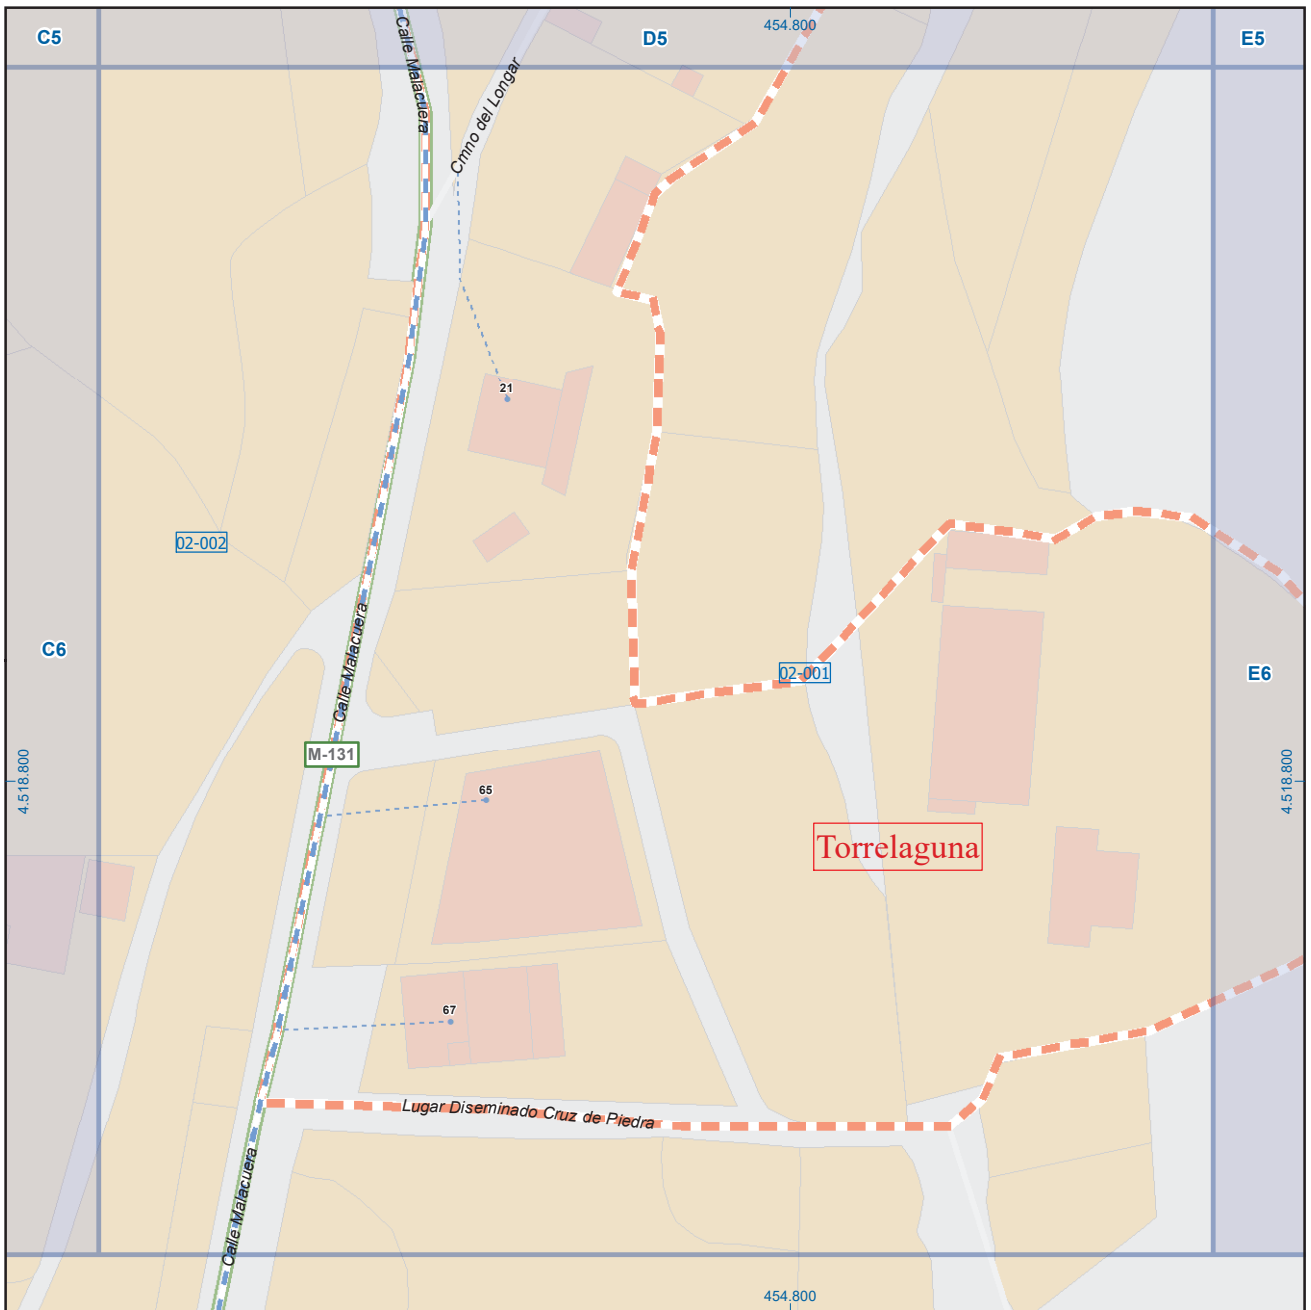 C5
D5
454.800
E5
Calle Malacuera
Cmno del Longar
21
02-002
Calle Malacuera
C6
02-001
E6
M-131
4.518.800
4.518.800
65
Torrelaguna
67
Lugar Diseminado Cruz de Piedra
Calle Malacuera
454.800